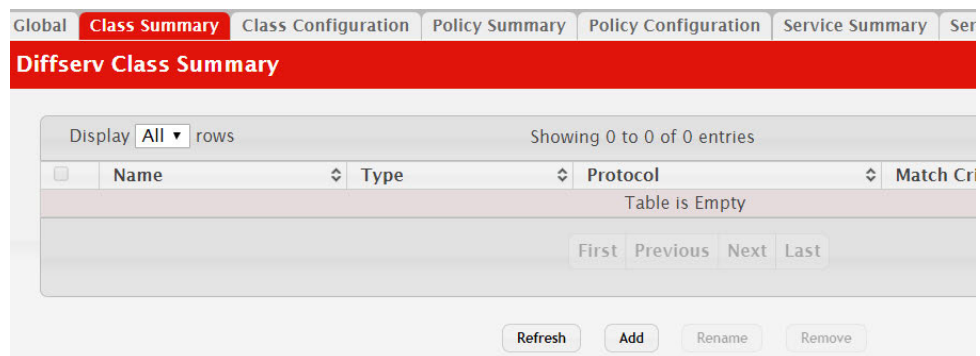 Global Class Summary Class Configuration Policy Summary Policy Configuration Service Summary
Diffserv Class Summary
Display All rows Showing 0 to 0 of 0 entries
Name Type Protocol Match
Table is Empty
First Previous Next Last
Refresh Add Rename Remove